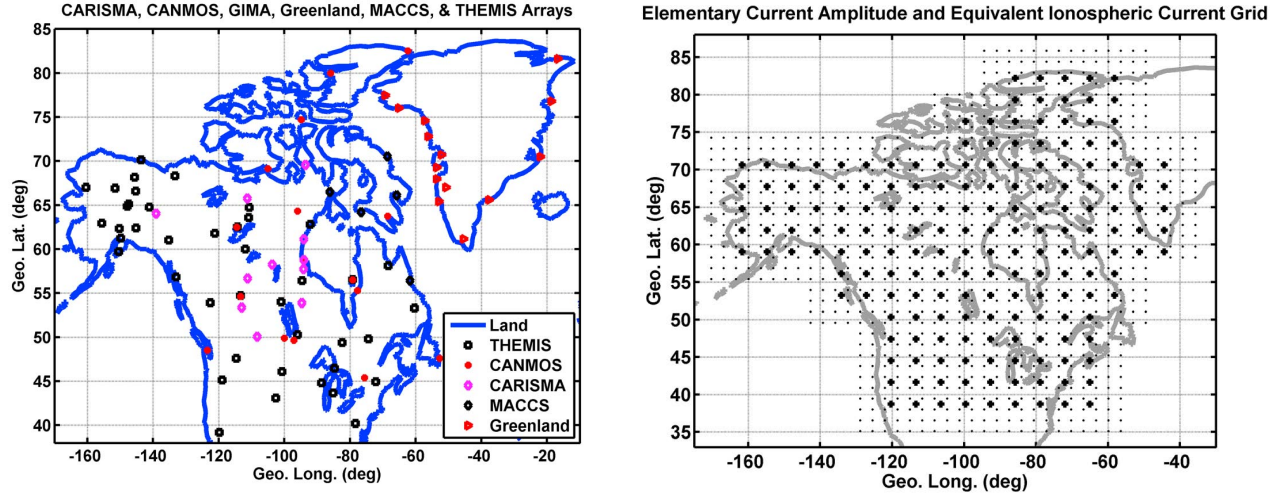 CARISMA, CANMOS, GIMA, Greenland, MACCS, & THEMIS Arrays
85
80
75
70
65
60
55
50
45
40
Geo. Lat. (deg)
-160 -140 -120 -100 -80 -60 -40 -20
Geo. Long. (deg)
Land
THEMIS
CANMOS
CARISMA
MACCS
Greenland
Elementary Current Amplitude and Equivalent Ionospheric Current Grid
85
80
75
70
65
60
55
50
45
40
35
Geo. Lat. (deg)
-160 -140 -120 -100 -80 -60 -40
Geo. Long. (deg)